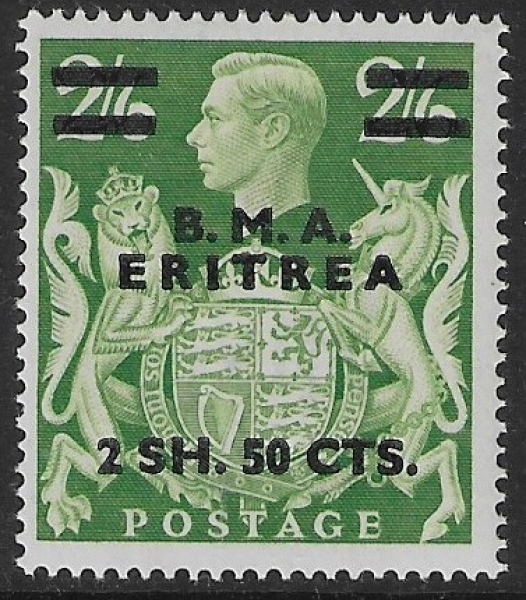 2/6 2/6
B. M. A.
ERITREA
2 SH. 50 CTS.
POSTAGE